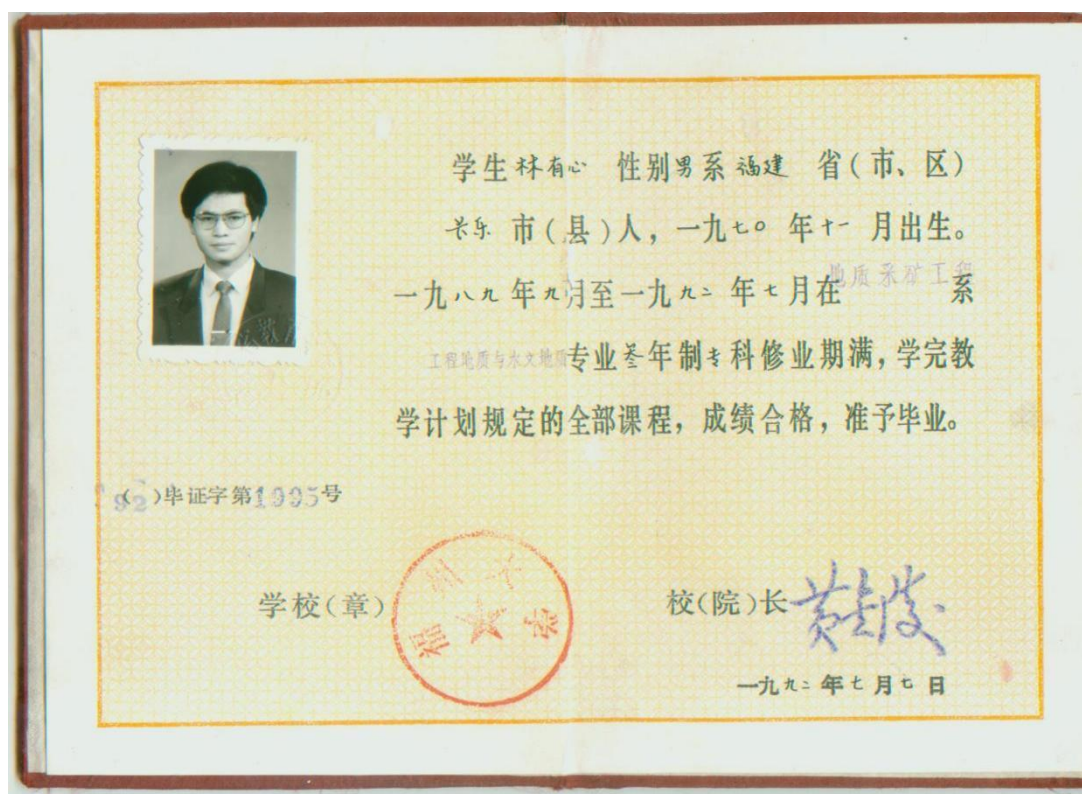 学生林有心 性别男系福建 省(市、区)
长乐 市(县)人，一九七〇 年十一 月出生。
一九八九 年九月至一九九二 年七月在 地质采矿工程 系
工程地质与水文地质专业叁年制专科修业期满，学完教
学计划规定的全部课程，成绩合格，准予毕业。
(92)毕证字第1995号
学校(章)
福州大学
校(院)长
一九九二 年七月七日